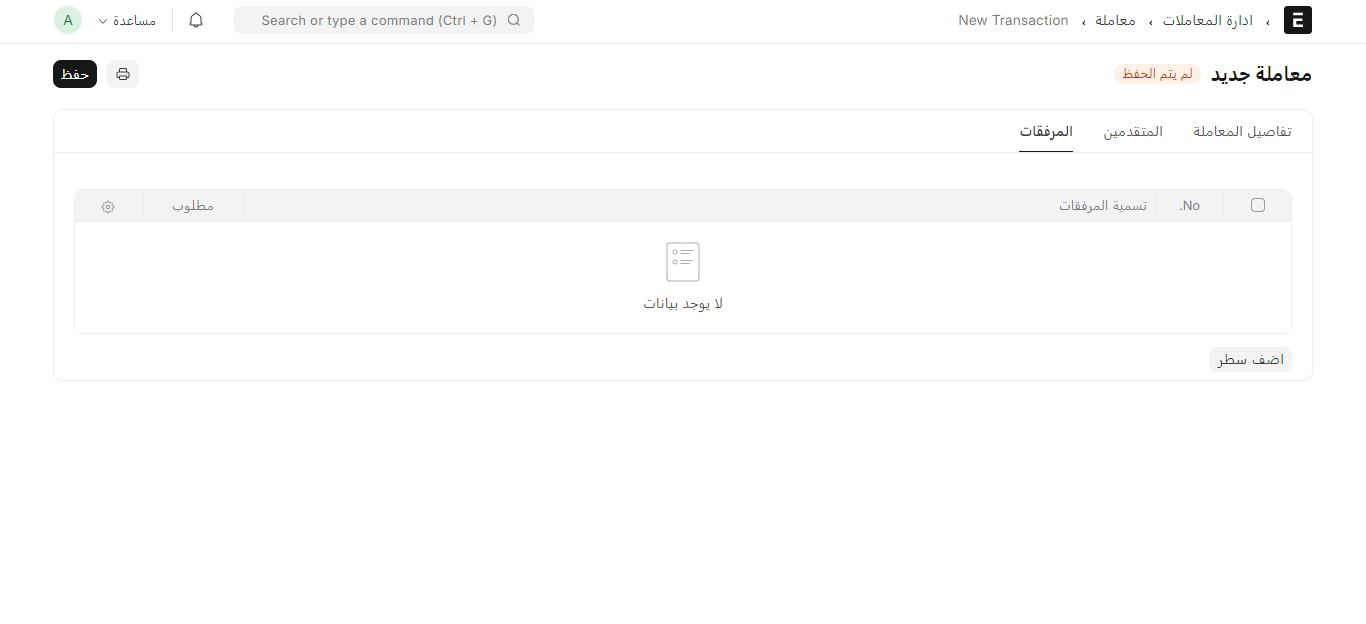 E ‹ ادارة المعاملات ‹ معاملة ‹ New Transaction
Search or type a command (Ctrl + G)
مساعدة
A
معاملة جديد
لم يتم الحفظ
حفظ
تفاصيل المعاملة
المتقدمين
المرفقات
No.
تسمية المرفقات
مطلوب
لا يوجد بيانات
اضف سطر